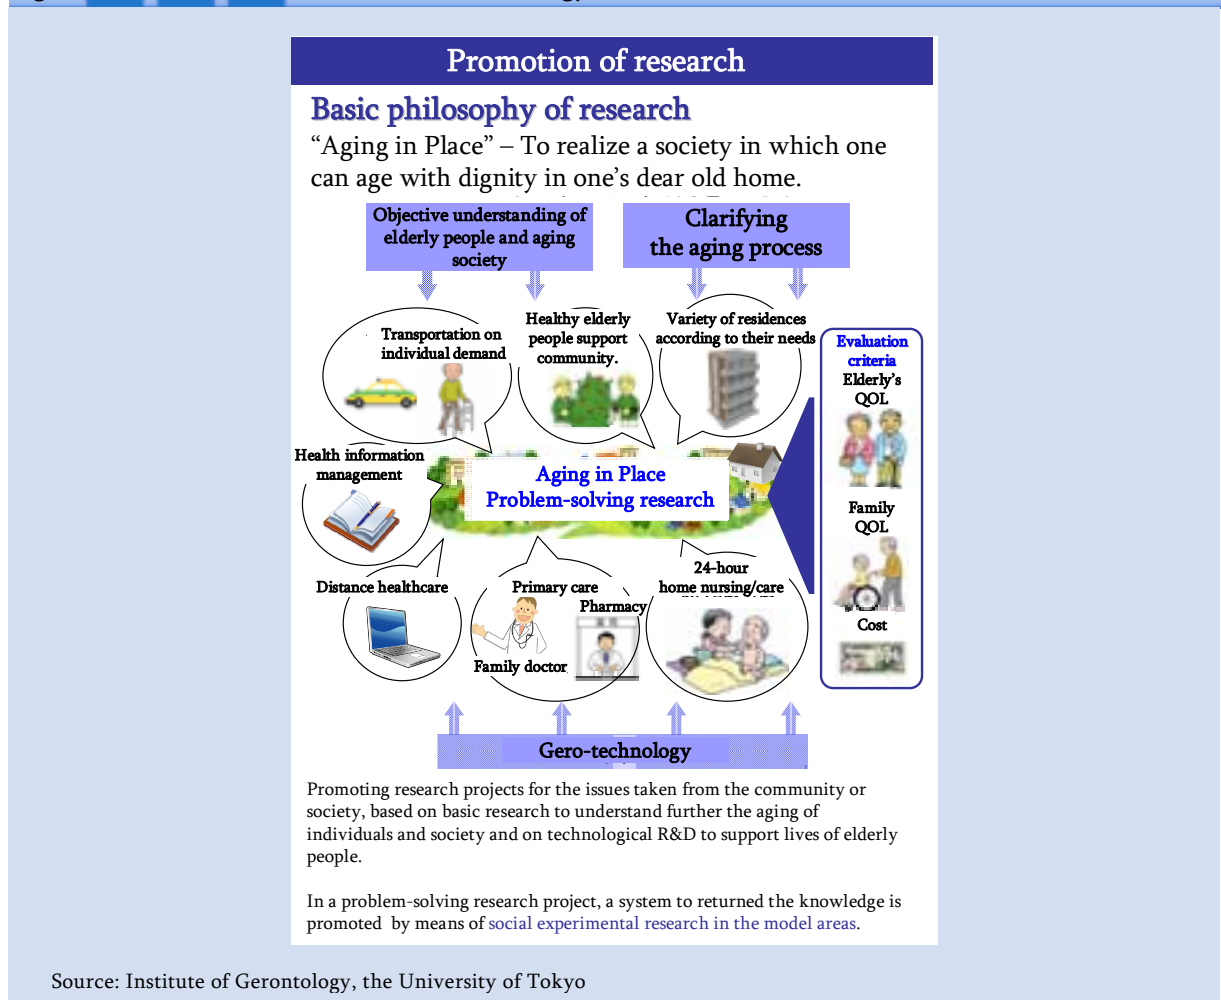 Promotion of research
Basic philosophy of research
“Aging in Place” – To realize a society in which one
can age with dignity in one’s dear old home.
Objective understanding of
elderly people and aging
society
Clarifying
the aging process
Transportation on
individual demand
Healthy elderly
people support
community.
Variety of residences
according to their needs
Evaluation
criteria
Elderly’s
QOL
Family
QOL
Cost
Health information
management
Aging in Place
Problem-solving research
Distance healthcare
Primary care
Pharmacy
Family doctor
24-hour
home nursing/care
Gero-technology
Promoting research projects for the issues taken from the community or
society, based on basic research to understand further the aging of
individuals and society and on technological R&D to support lives of elderly
people.
In a problem-solving research project, a system to returned the knowledge is
promoted by means of social experimental research in the model areas.
Source: Institute of Gerontology, the University of Tokyo